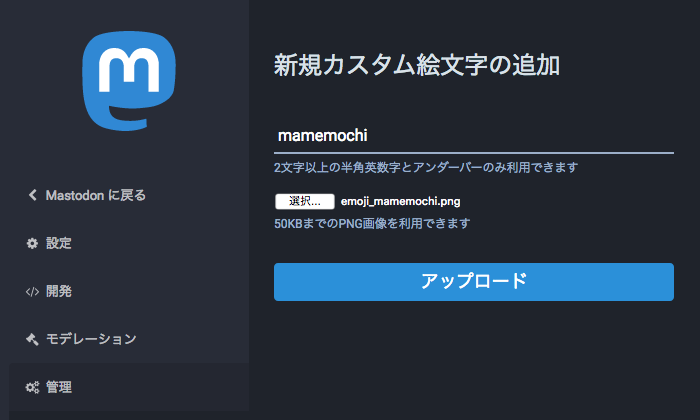 新規カスタム絵文字の追加
mamemochi
2文字以上の半角英数字とアンダーバーのみ利用できます
選択... emoji_mamemochi.png
50KBまでのPNG画像を利用できます
アップロード
m
Mastodon に戻る
設定
開発
モデレーション
管理